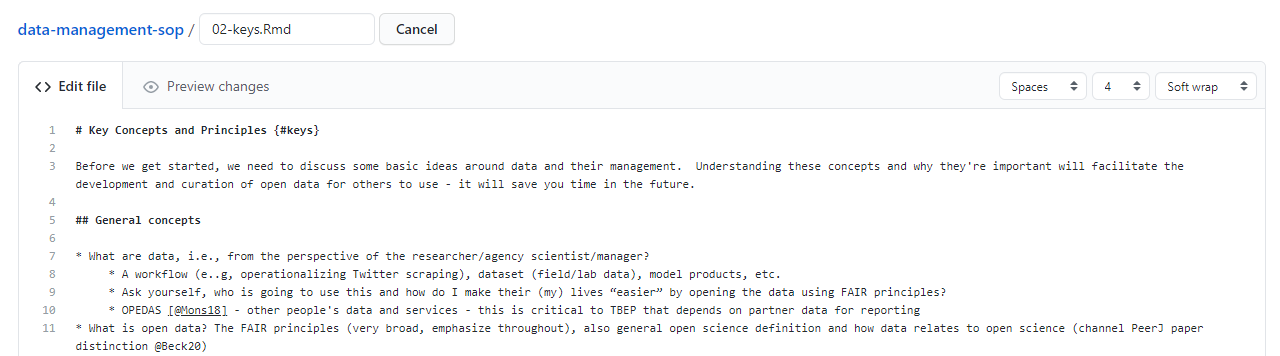 data-management-sop / 02-keys.Rmd Cancel
<> Edit file Preview changes Spaces 4 Soft wrap
1 # Key Concepts and Principles {#keys}
2
3 Before we get started, we need to discuss some basic ideas around data and their management.  Understanding these concepts and why they're important will facilitate the
development and curation of open data for others to use - it will save you time in the future.
4
5 ## General concepts
6
7 * What are data, i.e., from the perspective of the researcher/agency scientist/manager?
8     * A workflow (e..g, operationalizing Twitter scraping), dataset (field/lab data), model products, etc.
9     * Ask yourself, who is going to use this and how do I make their (my) lives “easier” by opening the data using FAIR principles?
10     * OPEDAS [@Mons18] - other people's data and services - this is critical to TBEP that depends on partner data for reporting
11 * What is open data? The FAIR principles (very broad, emphasize throughout), also general open science definition and how data relates to open science (channel PeerJ paper
distinction @Beck20)